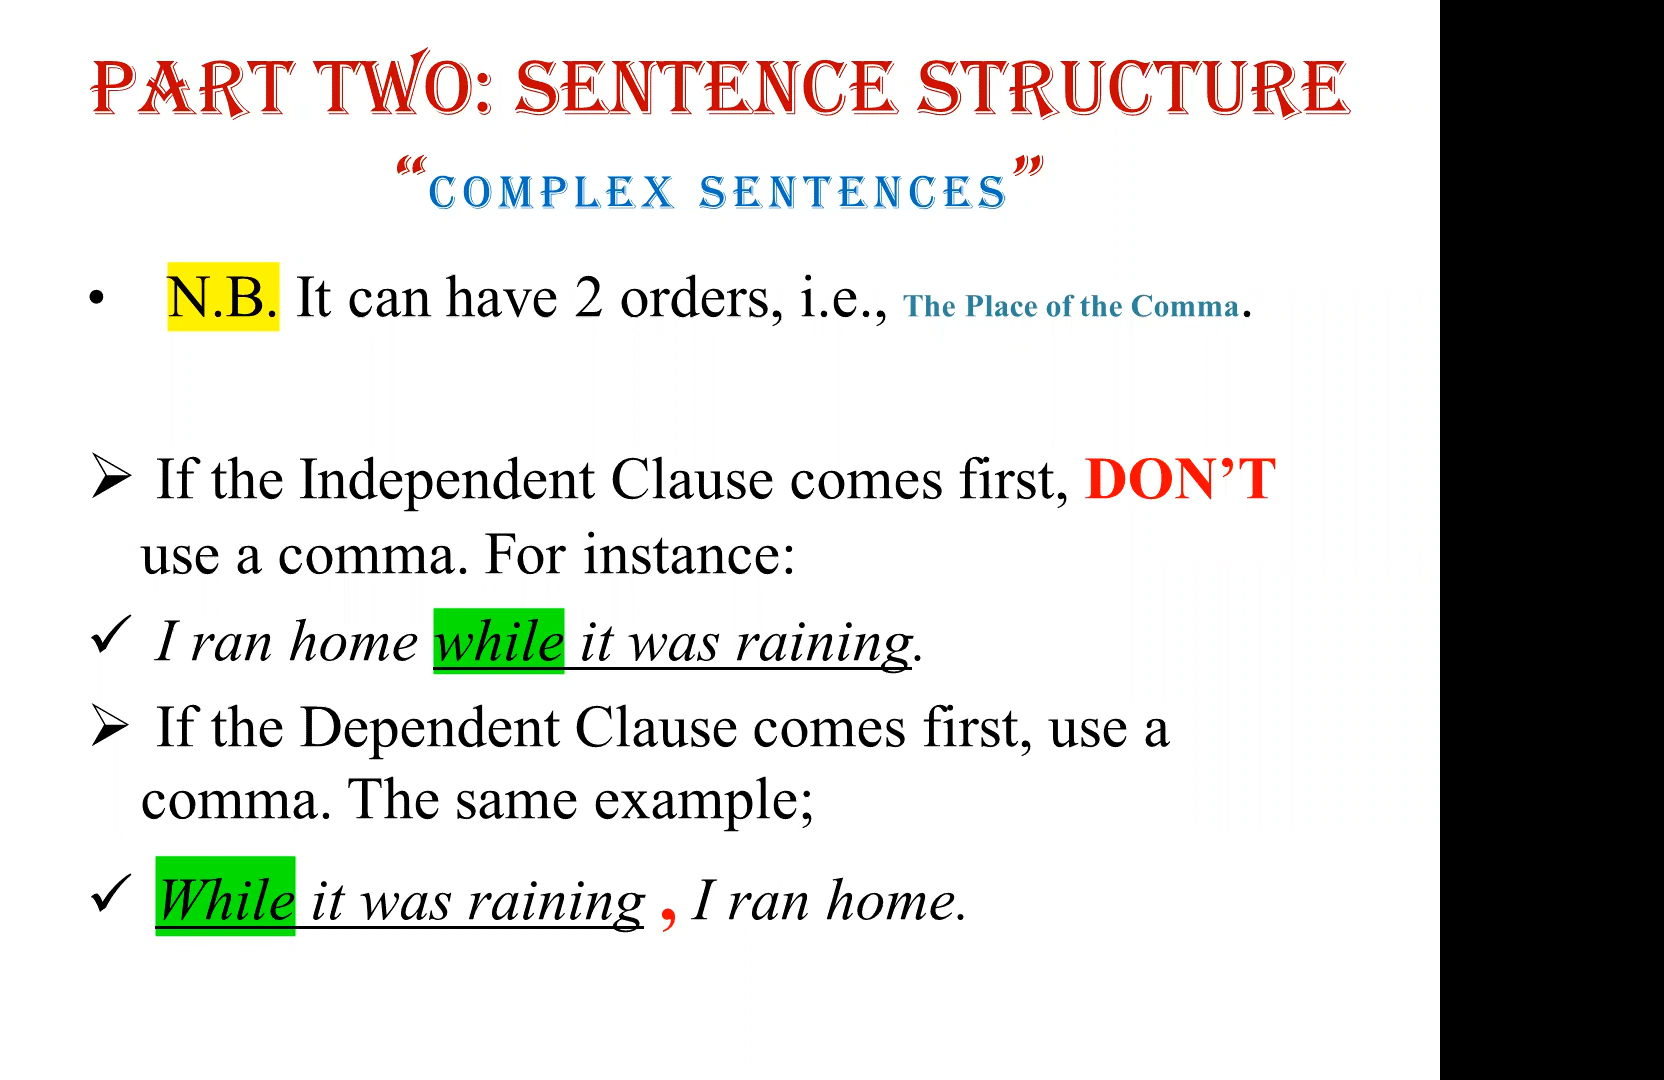 PART TWO: SENTENCE STRUCTURE
“COMPLEX SENTENCES”
• N.B. It can have 2 orders, i.e., The Place of the Comma.
➢ If the Independent Clause comes first, DON’T
use a comma. For instance:
✓ I ran home while it was raining.
➢ If the Dependent Clause comes first, use a
comma. The same example;
✓ While it was raining , I ran home.